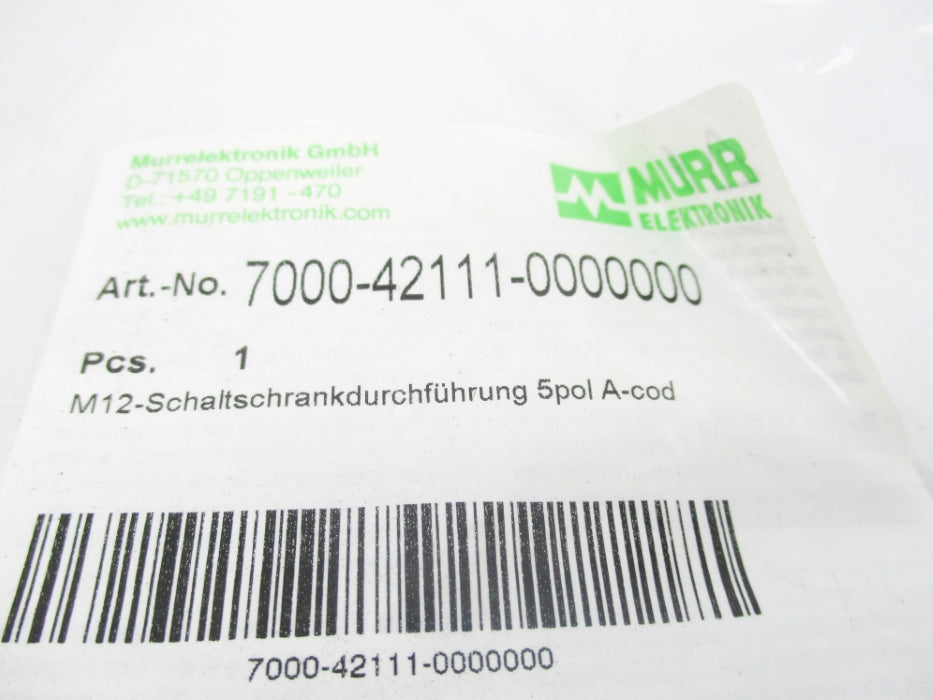 Murrelektronik GmbH
D-71570 Oppenweiler
Tel.: +49 7191 -470
www.murrelektronik.com
MURR
ELEKTRONIK
Art.-No. 7000-42111-0000000
Pcs. 1
M12-Schaltschrankdurchführung 5pol A-cod
7000-42111-0000000